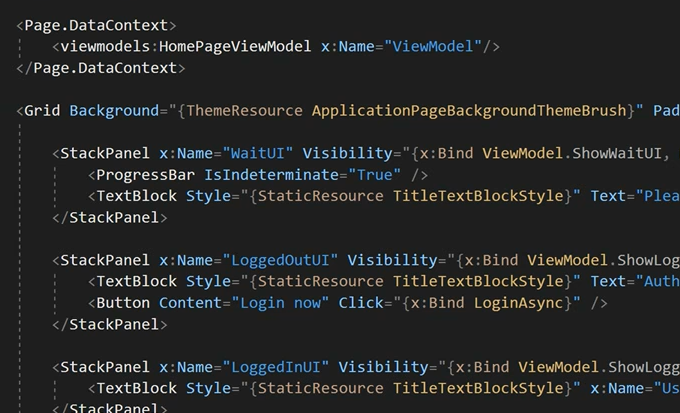 <Page.DataContext>
<viewmodels:HomePageViewModel x:Name="ViewModel"/>
</Page.DataContext>
<Grid Background="{ThemeResource ApplicationPageBackgroundThemeBrush}" Pad
<StackPanel x:Name="WaitUI" Visibility="{x:Bind ViewModel.ShowWaitUI,
<ProgressBar IsIndeterminate="True" />
<TextBlock Style="{StaticResource TitleTextBlockStyle}" Text="Plea
</StackPanel>
<StackPanel x:Name="LoggedOutUI" Visibility="{x:Bind ViewModel.ShowLog
<TextBlock Style="{StaticResource TitleTextBlockStyle}" Text="Auth
<Button Content="Login now" Click="{x:Bind LoginAsync}" />
</StackPanel>
<StackPanel x:Name="LoggedInUI" Visibility="{x:Bind ViewModel.ShowLogg
<TextBlock Style="{StaticResource TitleTextBlockStyle}" x:Name="Us
</StackPanel>